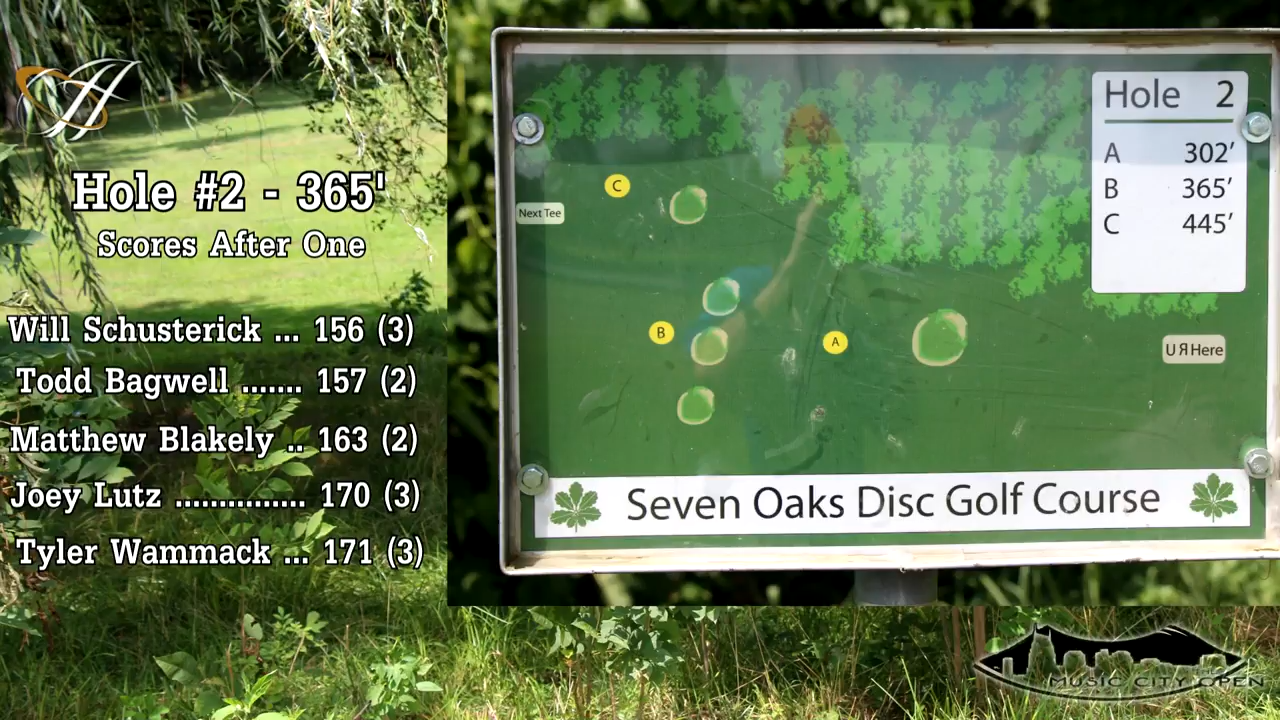 H
Hole #2 - 365'
Scores After One
Will Schusterick ... 156 (3)
Todd Bagwell ....... 157 (2)
Matthew Blakely .. 163 (2)
Joey Lutz ............... 170 (3)
Tyler Wammack ... 171 (3)
Hole 2
A 302'
B 365'
C 445'
C
Next Tee
B
A
U Я Here
Seven Oaks Disc Golf Course
MUSIC CITY OPEN